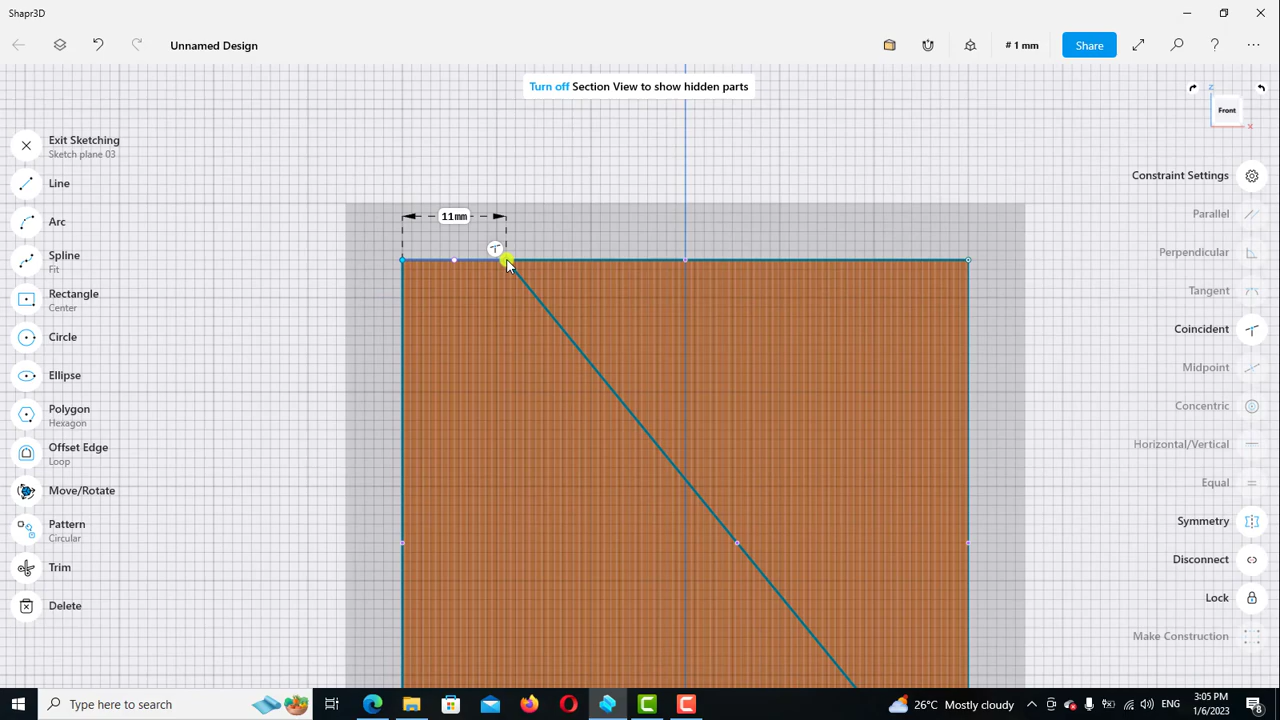 Shapr3D
Unnamed Design
# 1 mm
Share
Turn off Section View to show hidden parts
Z
Front
X
Exit Sketching
Sketch plane 03
Line
Arc
Spline
Fit
Rectangle
Center
Circle
Ellipse
Polygon
Hexagon
Offset Edge
Loop
Move/Rotate
Pattern
Circular
Trim
Delete
11mm
Constraint Settings
Parallel
Perpendicular
Tangent
Coincident
Midpoint
Concentric
Horizontal/Vertical
Equal
Symmetry
Disconnect
Lock
Make Construction
Type here to search
26°C Mostly cloudy
ENG
3:05 PM
1/6/2023
8